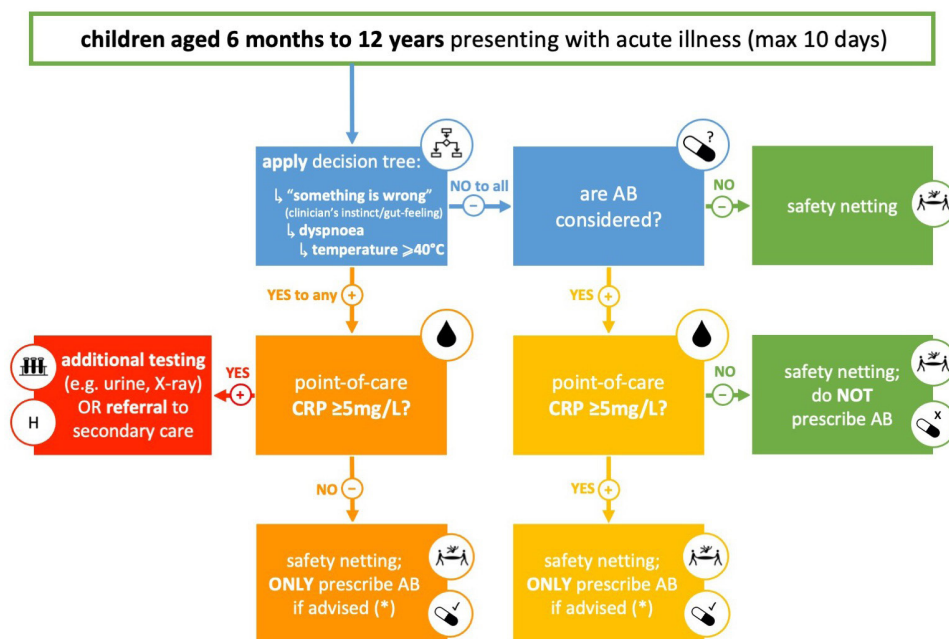 children aged 6 months to 12 years presenting with acute illness (max 10 days)
apply decision tree:
↳ “something is wrong”
(clinician's instinct/gut-feeling)
↳ dyspnoea
↳ temperature ⩾40°C
NO to all
−
?
are AB
considered?
NO
−
safety netting
YES to any
+
YES
+
additional testing
(e.g. urine, X-ray)
OR referral to
secondary care
H
YES
+
point-of-care
CRP ≥5mg/L?
point-of-care
CRP ≥5mg/L?
NO
−
safety netting;
do NOT
prescribe AB
x
NO
−
YES
+
safety netting;
ONLY prescribe AB
if advised (*)
safety netting;
ONLY prescribe AB
if advised (*)